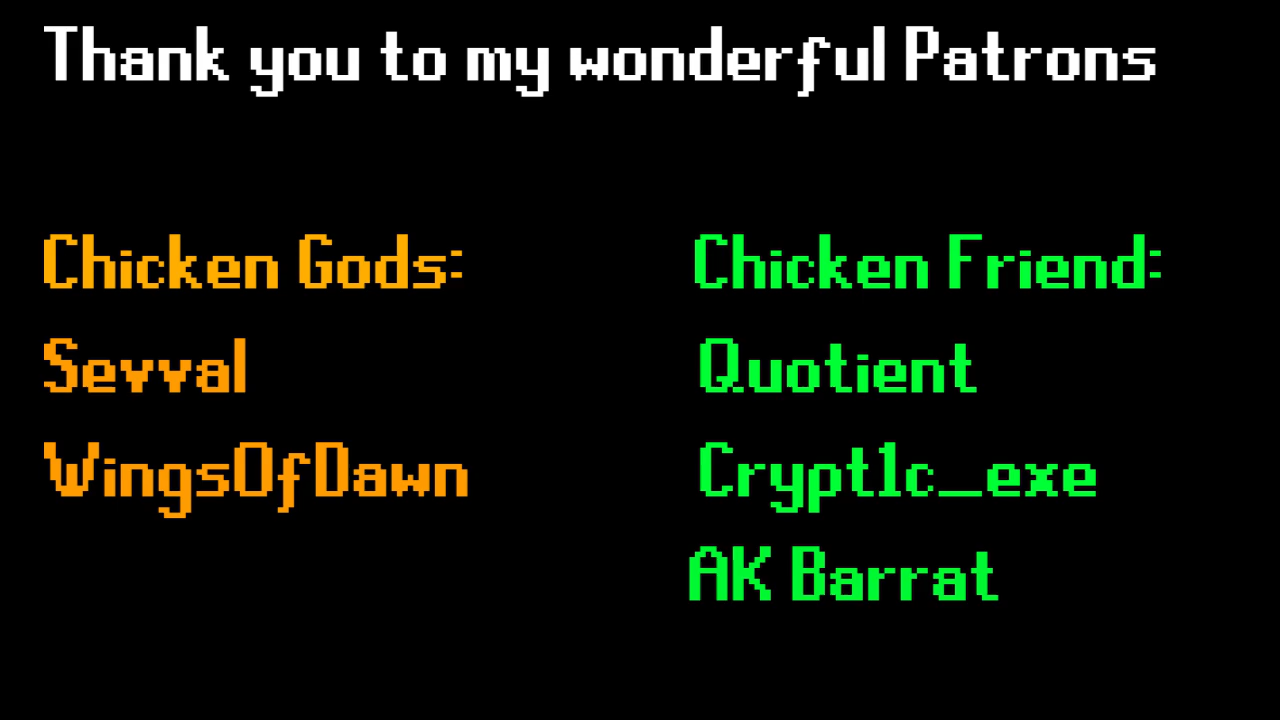 Thank you to my wonderful Patrons
Chicken Gods:
Sevval
WingsOfDawn
Chicken Friend:
Quotient
Crypt1c_exe
AK Barrat